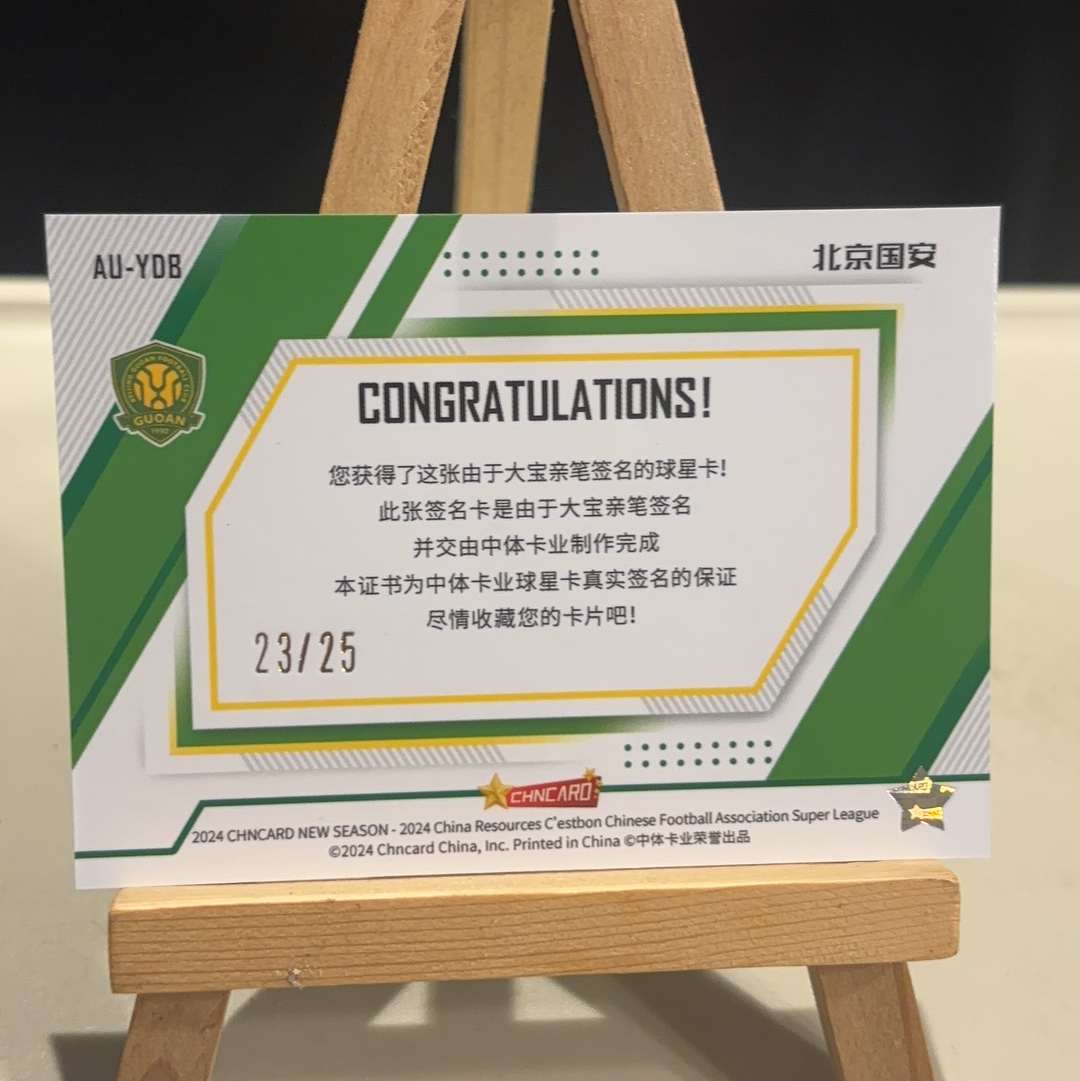 AU-YDB
北京国安
BEIJING GUOAN FOOTBALL CLUB
GUOAN
1992
CONGRATULATIONS!
您获得了这张由于大宝亲笔签名的球星卡!
此张签名卡是由于大宝亲笔签名
并交由中体卡业制作完成
本证书为中体卡业球星卡真实签名的保证
尽情收藏您的卡片吧!
23/25
CHNCARD
2024 CHNCARD NEW SEASON - 2024 China Resources C'estbon Chinese Football Association Super League
©2024 Chncard China, Inc. Printed in China ©中体卡业荣誉出品